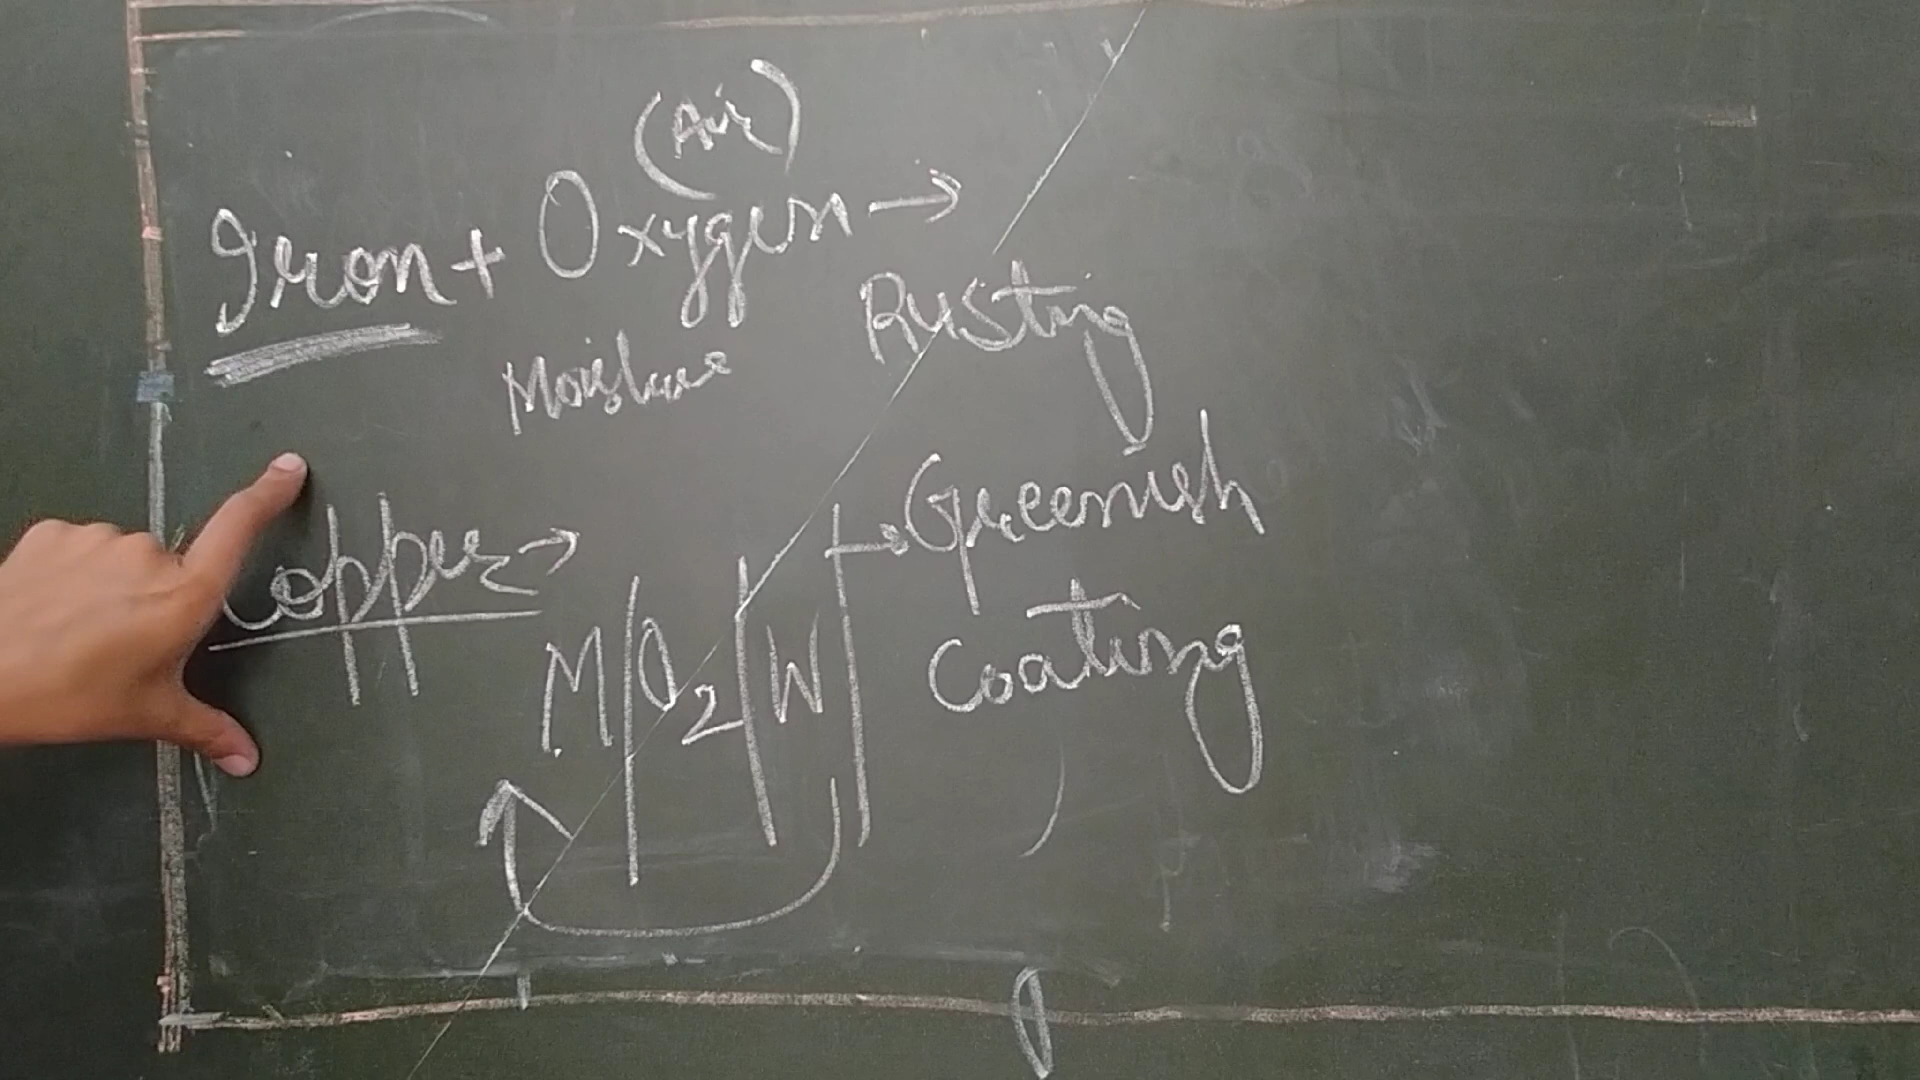 (Air)
Iron + Oxygen →
Moisture
Rusting
Copper →
M/O2/W
→ Greenish
Coating